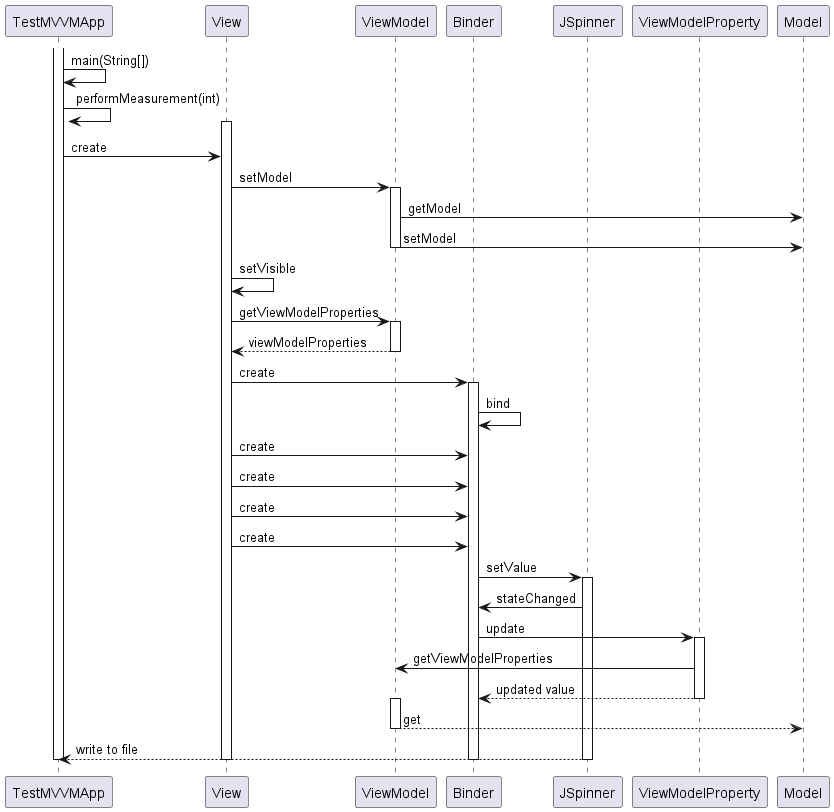 TestMVVMApp View ViewModel Binder JSpinner ViewModelProperty Model
main(String[])
performMeasurement(int)
create
setModel
getModel
setModel
setVisible
getViewModelProperties
viewModelProperties
create
bind
create
create
create
create
setValue
stateChanged
update
getViewModelProperties
updated value
get
write to file
TestMVVMApp View ViewModel Binder JSpinner ViewModelProperty Model